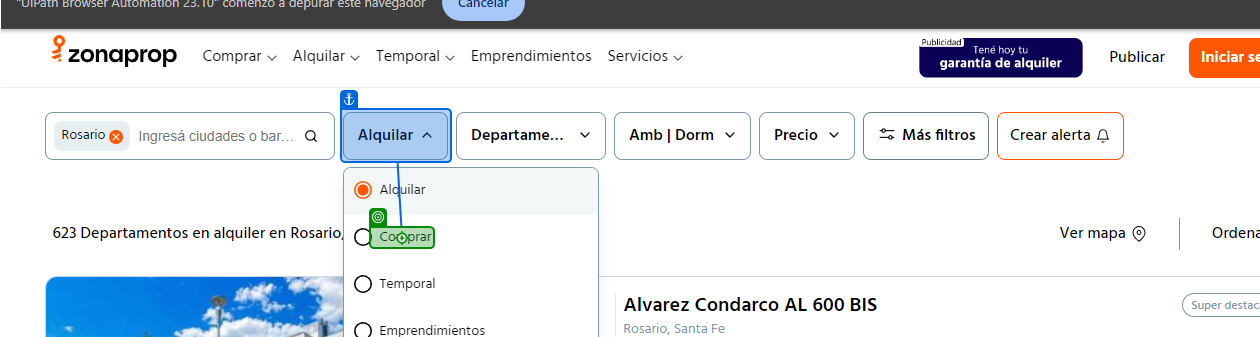 "UiPath Browser Automation 23.10" comenzó a depurar este navegador
Cancelar
zonaprop
Comprar
Alquilar
Temporal
Emprendimientos
Servicios
Publicidad
Tené hoy tu
garantía de alquiler
Publicar
Iniciar se
Rosario
Ingresá ciudades o bar...
Alquilar
Departame...
Amb | Dorm
Precio
Más filtros
Crear alerta
Alquilar
623 Departamentos en alquiler en Rosario,
Comprar
Ver mapa
Ordena
Temporal
Emprendimientos
Alvarez Condarco AL 600 BIS
Super destac
Rosario, Santa Fe